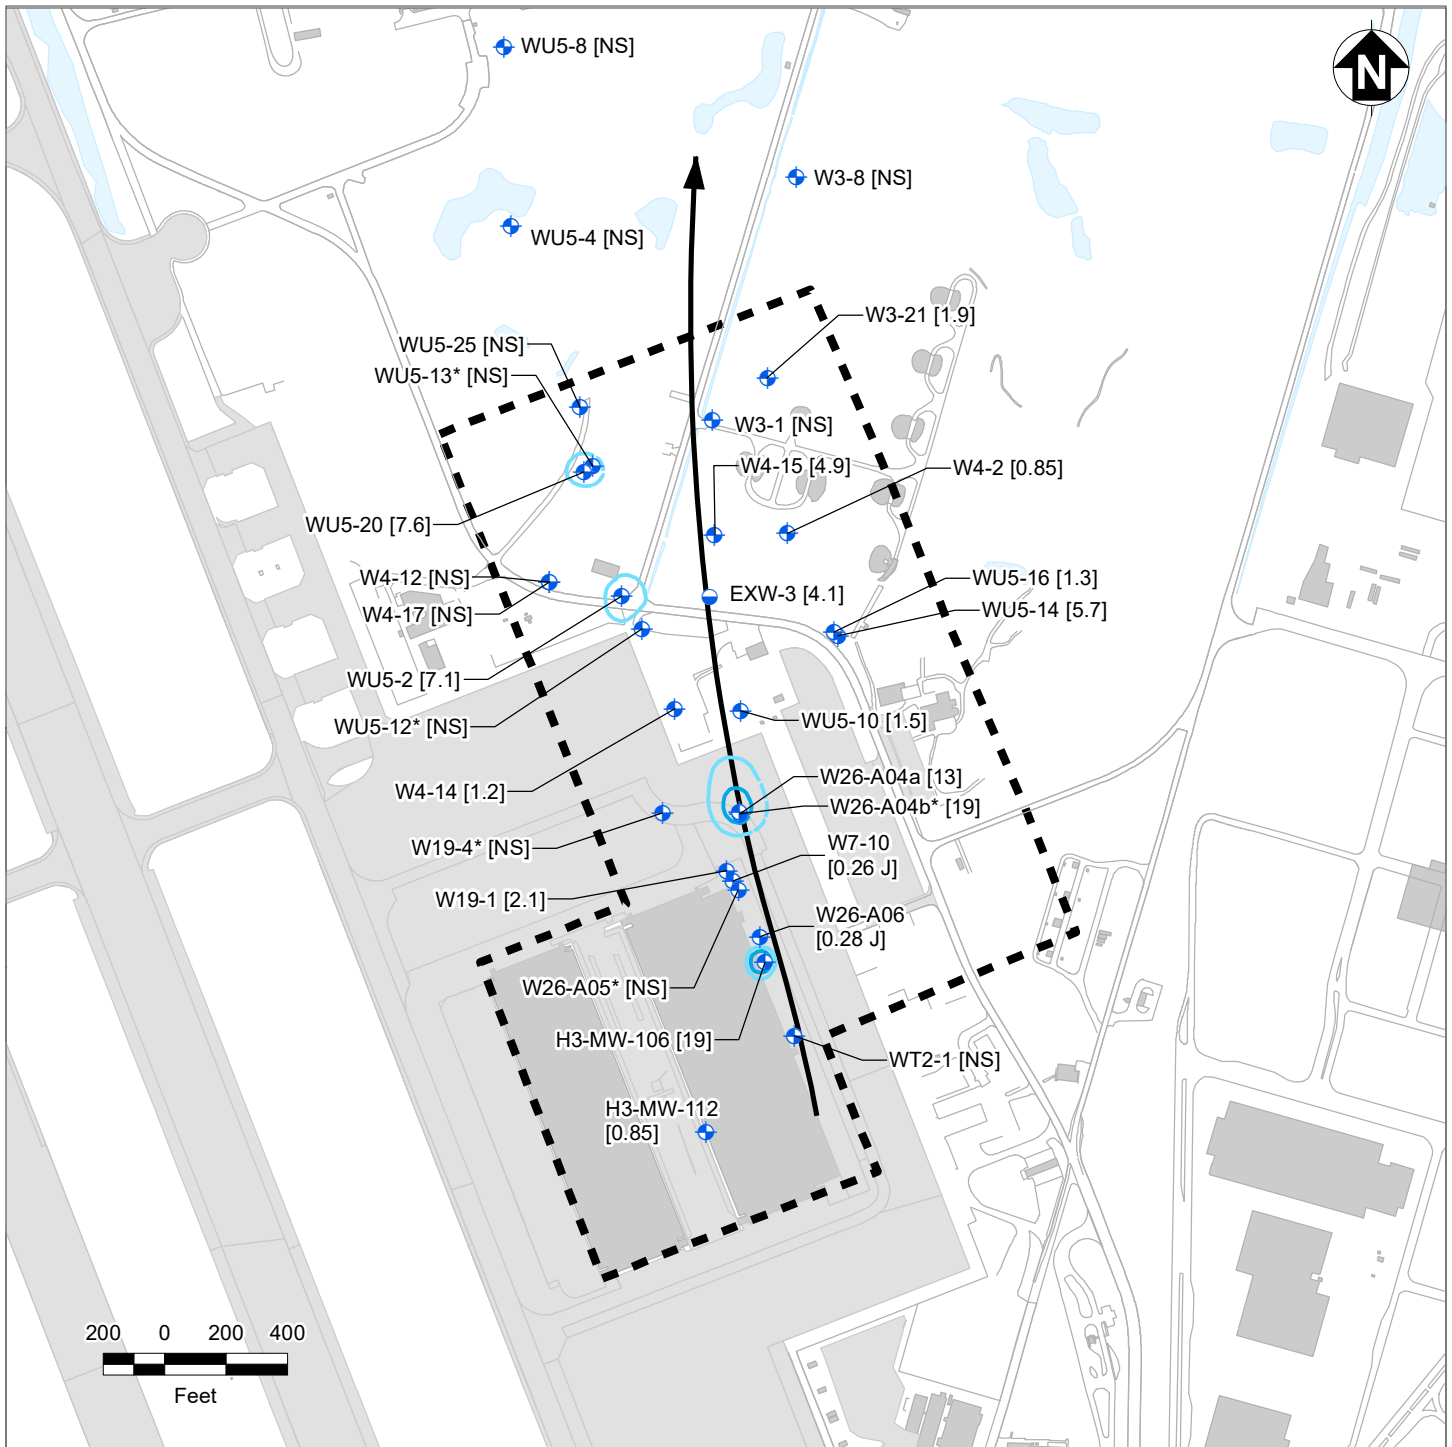 WU5-8 [NS]
N
W3-8 [NS]
WU5-4 [NS]
W3-21 [1.9]
WU5-25 [NS]
WU5-13* [NS]
W3-1 [NS]
W4-15 [4.9]
W4-2 [0.85]
WU5-20 [7.6]
W4-12 [NS]
WU5-16 [1.3]
EXW-3 [4.1]
WU5-14 [5.7]
W4-17 [NS]
WU5-2 [7.1]
WU5-12* [NS]
WU5-10 [1.5]
W26-A04a [13]
W4-14 [1.2]
W26-A04b* [19]
W19-4* [NS]
W7-10
[0.26 J]
W19-1 [2.1]
W26-A06
[0.28 J]
W26-A05* [NS]
H3-MW-106 [19]
WT2-1 [NS]
H3-MW-112
[0.85]
200 0 200 400
Feet